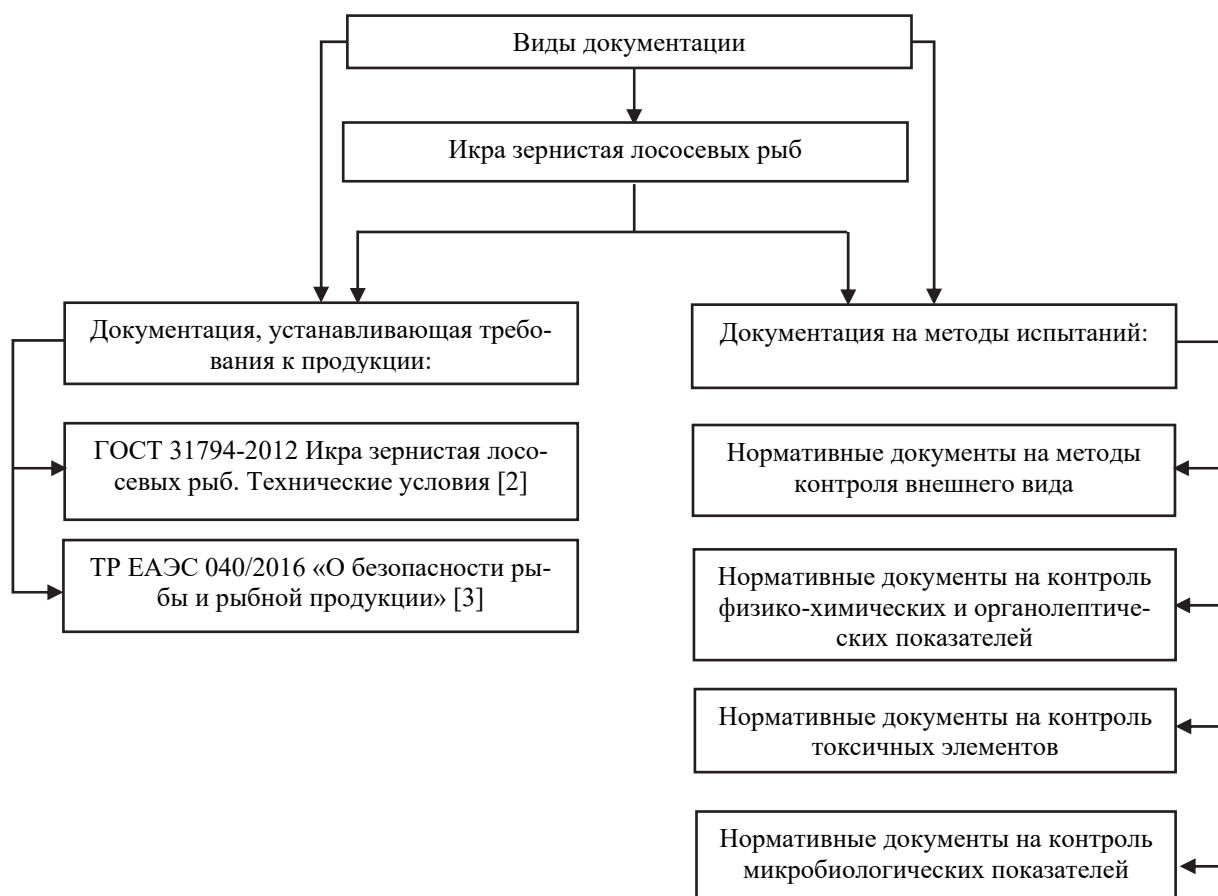 Виды документации
Икра зернистая лососевых рыб
Документация, устанавливающая требо-
вания к продукции:
ГОСТ 31794-2012 Икра зернистая лосо-
севых рыб. Технические условия [2]
ТР ЕАЭС 040/2016 «О безопасности ры-
бы и рыбной продукции» [3]
Документация на методы испытаний:
Нормативные документы на методы
контроля внешнего вида
Нормативные документы на контроль
физико-химических и органолептиче-
ских показателей
Нормативные документы на контроль
токсичных элементов
Нормативные документы на контроль
микробиологических показателей